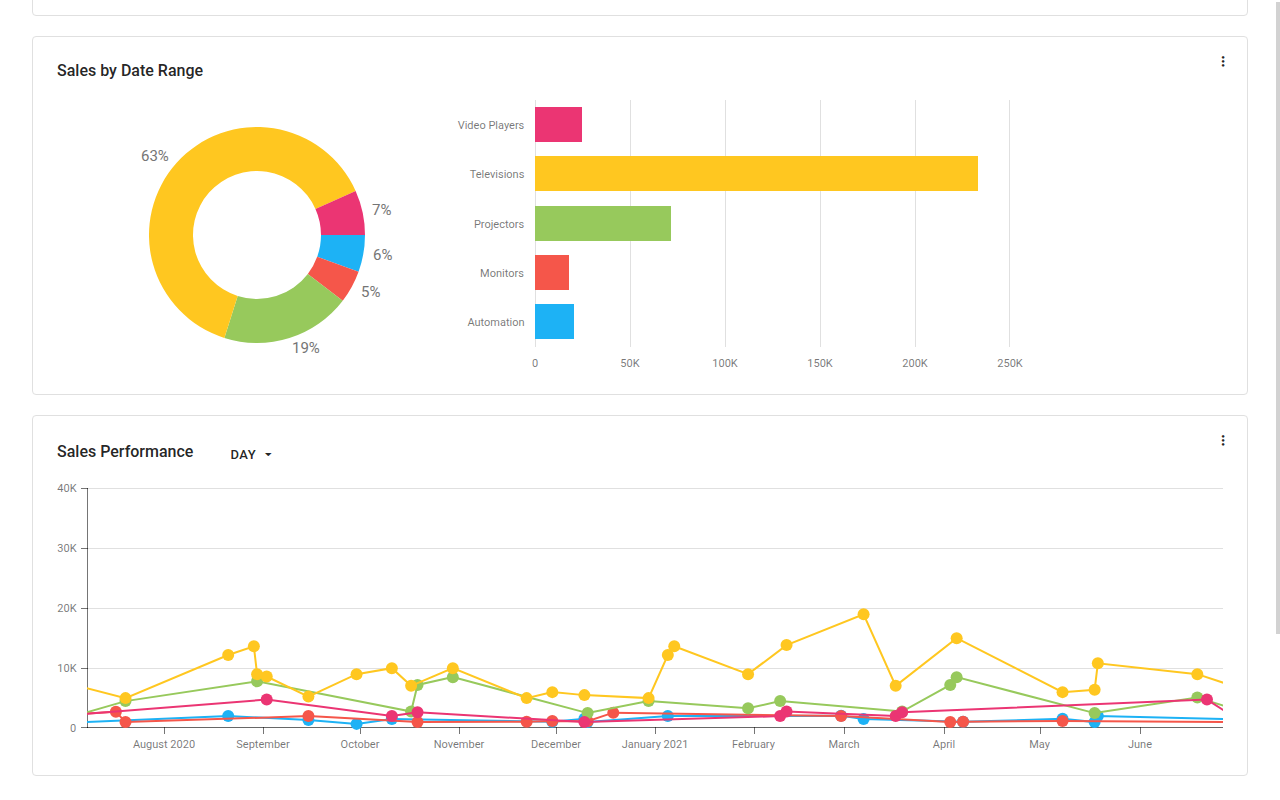 Sales by Date Range
63%
7%
6%
5%
19%
Video Players
Televisions
Projectors
Monitors
Automation
0 50K 100K 150K 200K 250K
Sales Performance DAY
40K
30K
20K
10K
0
August 2020 September October November December January 2021 February March April May June